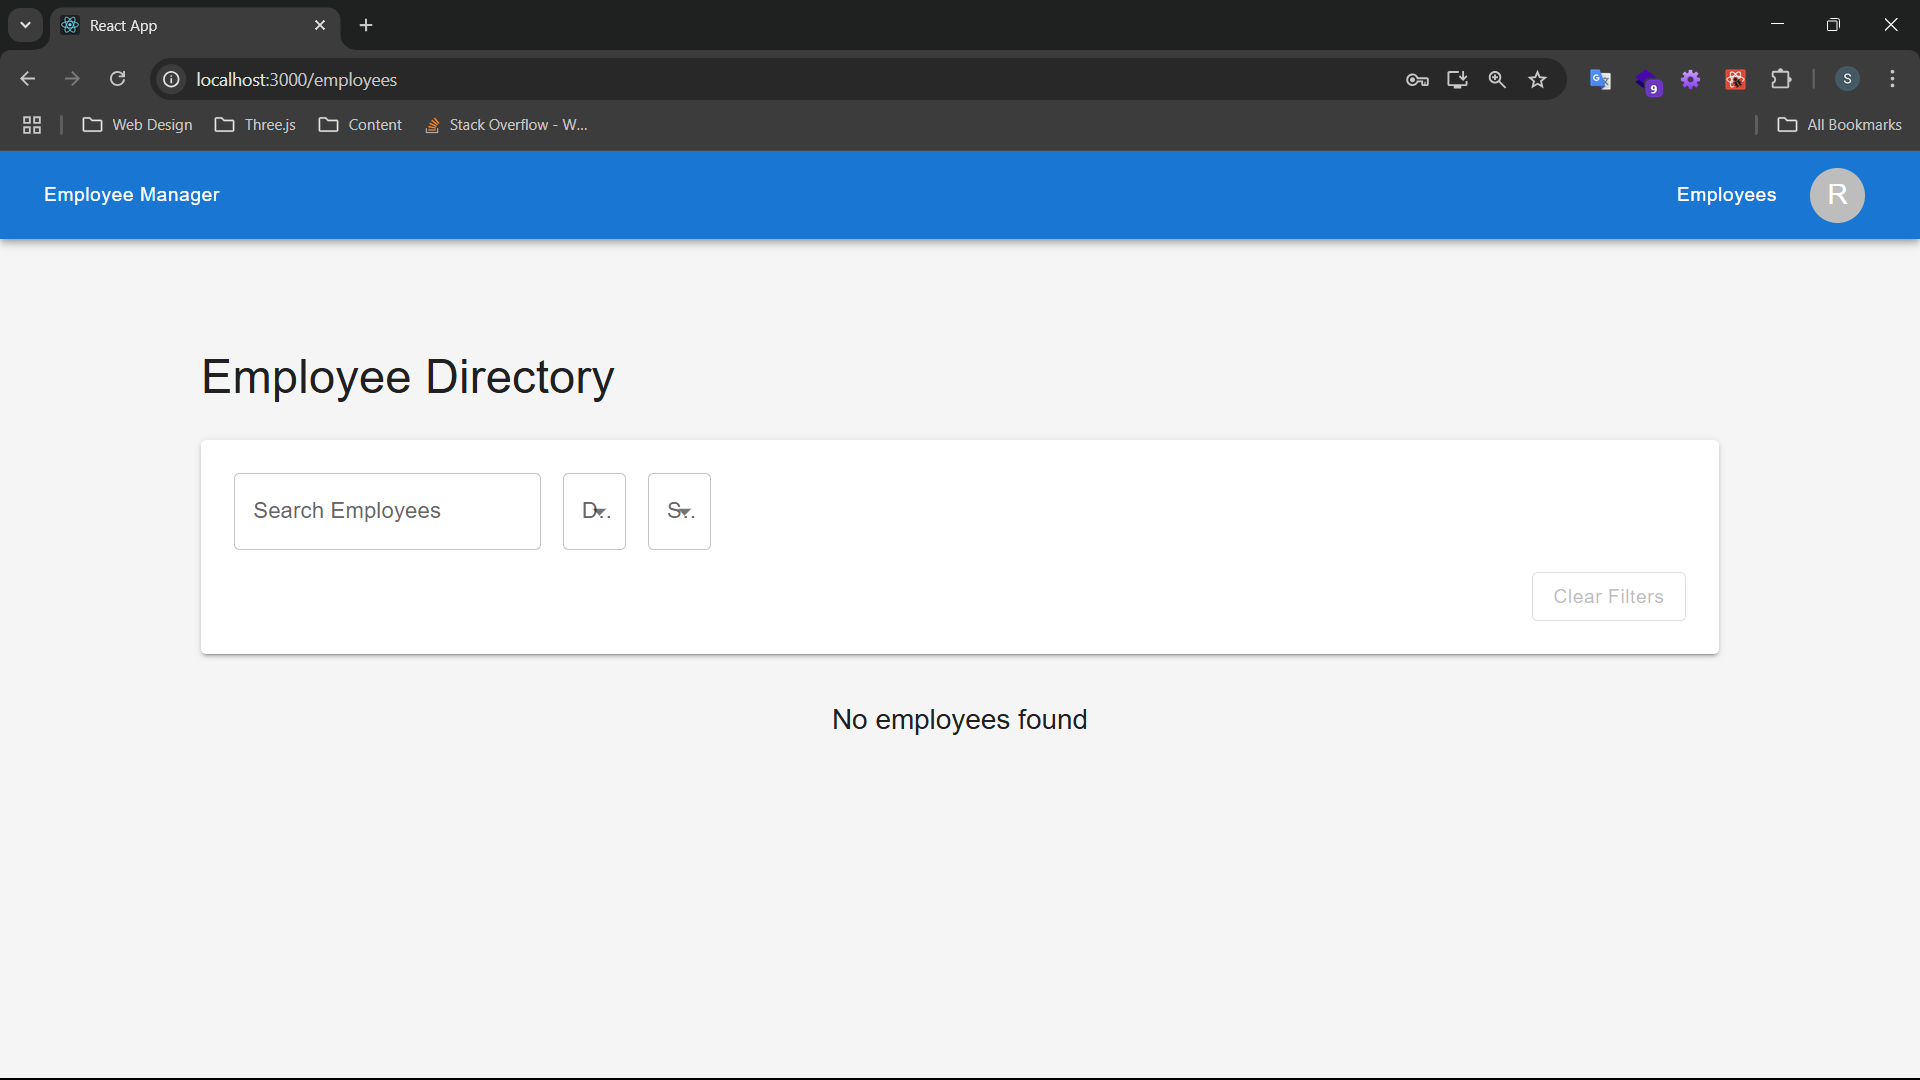 React App
localhost:3000/employees
9
S
Web Design
Three.js
Content
Stack Overflow - W...
All Bookmarks
Employee Manager
Employees
R
Employee Directory
Search Employees
D...
S...
Clear Filters
No employees found